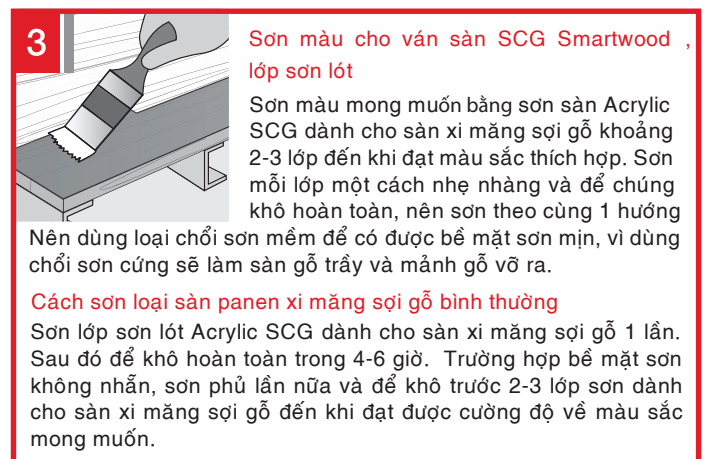 3
Sơn màu cho ván sàn SCG Smartwood ,
lớp sơn lót
Sơn màu mong muốn bằng sơn sàn Acrylic
SCG dành cho sàn xi măng sợi gỗ khoảng
2-3 lớp đến khi đạt màu sắc thích hợp. Sơn
mỗi lớp một cách nhẹ nhàng và để chúng
khô hoàn toàn, nên sơn theo cùng 1 hướng
Nên dùng loại chổi sơn mềm để có được bề mặt sơn mịn, vì dùng
chổi sơn cứng sẽ làm sàn gỗ trầy và mảnh gỗ vỡ ra.
Cách sơn loại sàn panen xi măng sợi gỗ bình thường
Sơn lớp sơn lót Acrylic SCG dành cho sàn xi măng sợi gỗ 1 lần.
Sau đó để khô hoàn toàn trong 4-6 giờ. Trường hợp bề mặt sơn
không nhẵn, sơn phủ lần nữa và để khô trước 2-3 lớp sơn dành
cho sàn xi măng sợi gỗ đến khi đạt được cường độ về màu sắc
mong muốn.